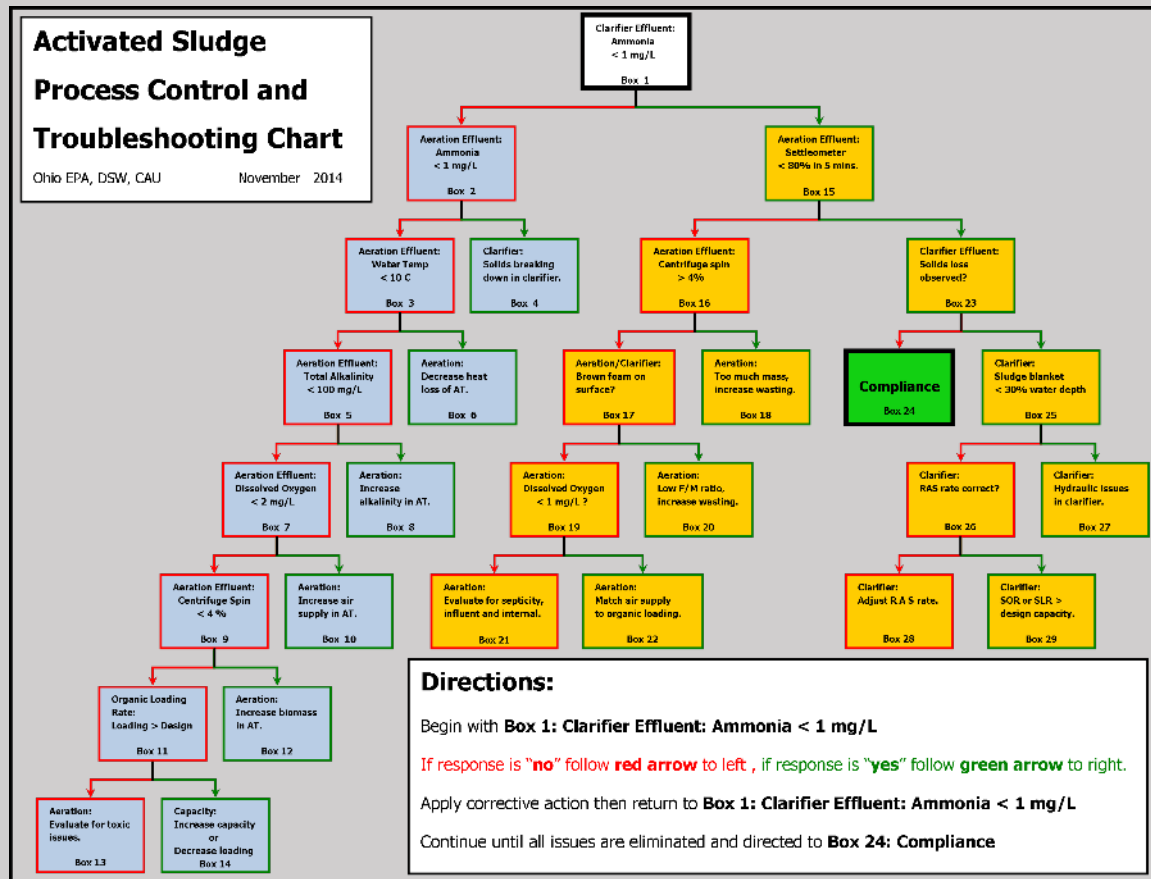 Activated Sludge
Process Control and
Troubleshooting Chart
Ohio EPA, DSW, CAU November 2014
Clarifier Effluent:
Ammonia
< 1 mg/L
Box 1
Aeration Effluent:
Ammonia
< 1 mg/L
Box 2
Aeration Effluent:
Settleometer
< 80% in 5 mins.
Box 15
Aeration Effluent:
Water Temp
< 10 C
Box 3
Clarifier:
Solids breaking
down in clarifier.
Box 4
Aeration Effluent:
Centrifuge spin
> 4%
Box 16
Clarifier Effluent:
Solids loss
observed?
Box 23
Aeration Effluent:
Total Alkalinity
< 100 mg/L
Box 5
Aeration:
Decrease heat
loss of AT.
Box 6
Aeration/Clarifier:
Brown foam on
surface?
Box 17
Aeration:
Too much mass,
increase wasting.
Box 18
Compliance
Box 24
Clarifier:
Sludge blanket
< 30% water depth
Box 25
Aeration Effluent:
Dissolved Oxygen
< 2 mg/L
Box 7
Aeration:
Increase
alkalinity in AT.
Box 8
Aeration:
Dissolved Oxygen
< 1 mg/L ?
Box 19
Aeration:
Low F/M ratio,
increase wasting.
Box 20
Clarifier:
RAS rate correct?
Box 26
Clarifier:
Hydraulic issues
in clarifier.
Box 27
Aeration Effluent:
Centrifuge Spin
< 4 %
Box 9
Aeration:
Increase air
supply in AT.
Box 10
Aeration:
Evaluate for septicity,
influent and internal.
Box 21
Aeration:
Match air supply
to organic loading.
Box 22
Clarifier:
Adjust R A S rate.
Box 28
Clarifier:
SOR or SLR >
design capacity.
Box 29
Organic Loading
Rate:
Loading > Design
Box 11
Aeration:
Increase biomass
in AT.
Box 12
Aeration:
Evaluate for toxic
issues.
Box 13
Capacity:
Increase capacity
or
Decrease loading
Box 14
Directions:
Begin with Box 1: Clarifier Effluent: Ammonia < 1 mg/L
If response is "no" follow red arrow to left , if response is "yes" follow green arrow to right.
Apply corrective action then return to Box 1: Clarifier Effluent: Ammonia < 1 mg/L
Continue until all issues are eliminated and directed to Box 24: Compliance